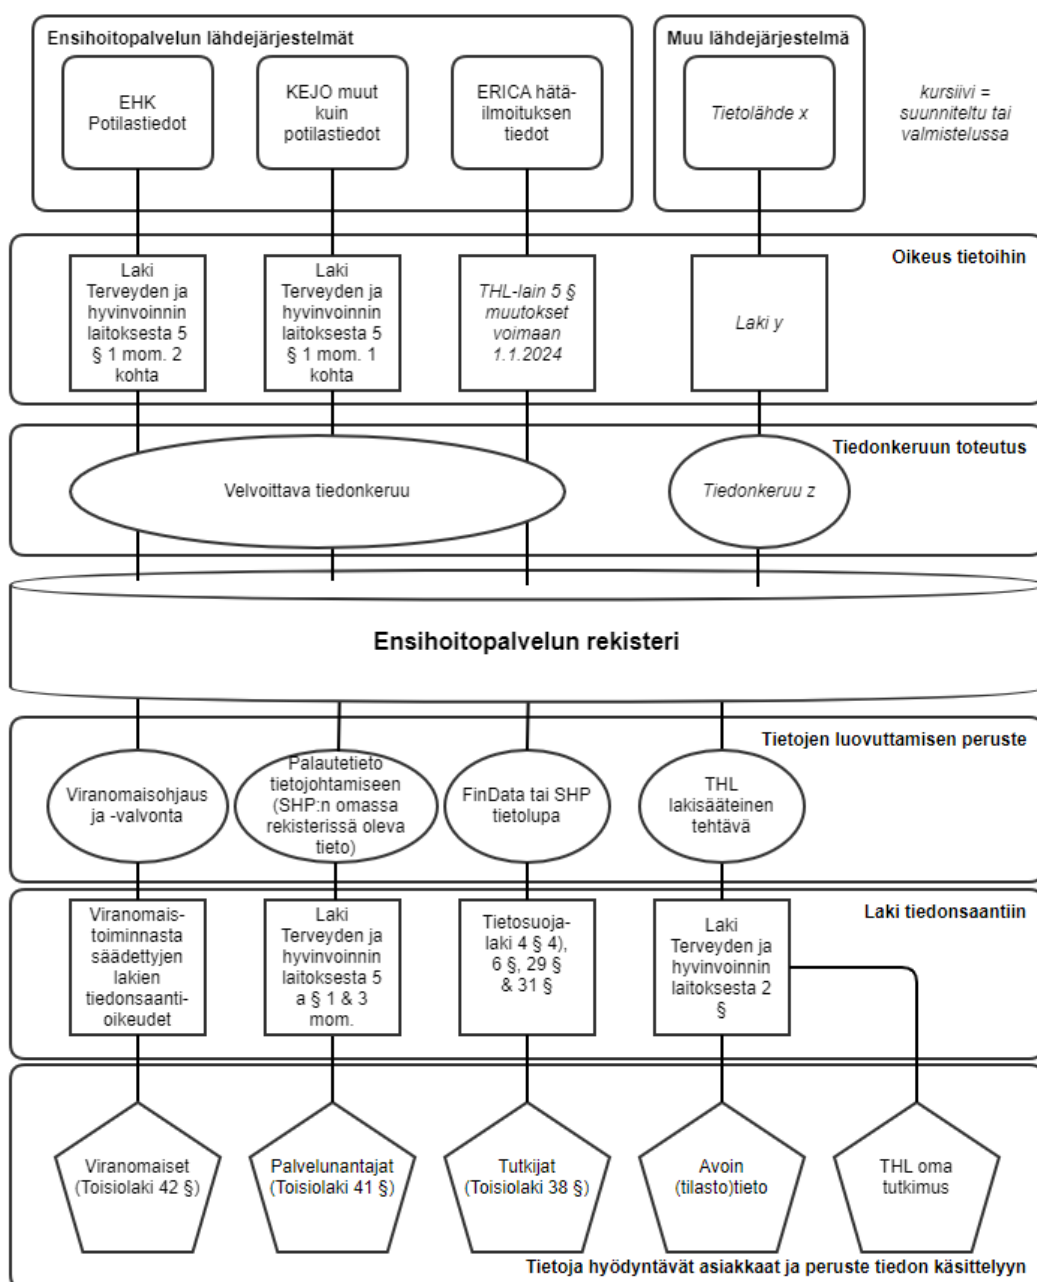 Ensihoitopalvelun lähdejärjestelmät
Muu lähdejärjestelmä
EHK
Potilastiedot
KEJO muut
kuin
potilastiedot
ERICA hätä-
ilmoituksen
tiedot
Tietolähde x
kursiivi =
suunniteltu tai
valmistelussa
Oikeus tietoihin
Laki
Terveyden ja
hyvinvoinnin
laitoksesta 5
§ 1 mom. 2
kohta
Laki
Terveyden ja
hyvinvoinnin
laitoksesta 5
§ 1 mom. 1
kohta
THL-lain 5 §
muutokset
voimaan
1.1.2024
Laki y
Tiedonkeruun toteutus
Velvoittava tiedonkeruu
Tiedonkeruu z
Ensihoitopalvelun rekisteri
Tietojen luovuttamisen peruste
Viranomaisohjaus
ja -valvonta
Palautetieto
tietojohtamiseen
(SHP:n omassa
rekisterissä oleva
tieto)
FinData tai SHP
tietolupa
THL
lakisääteinen
tehtävä
Laki tiedonsaantiin
Viranomais-
toiminnasta
säädettyjen
lakien
tiedonsaanti-
oikeudet
Laki
Terveyden ja
hyvinvoinnin
laitoksesta 5
a § 1 & 3
mom.
Tietosuoja-
laki 4 § 4),
6 §, 29 §
& 31 §
Laki
Terveyden ja
hyvinvoinnin
laitoksesta 2
§
Viranomaiset
(Toisiolaki 42 §)
Palvelunantajat
(Toisiolaki 41 §)
Tutkijat
(Toisiolaki 38 §)
Avoin
(tilasto)tieto
THL oma
tutkimus
Tietoja hyödyntävät asiakkaat ja peruste tiedon käsittelyyn